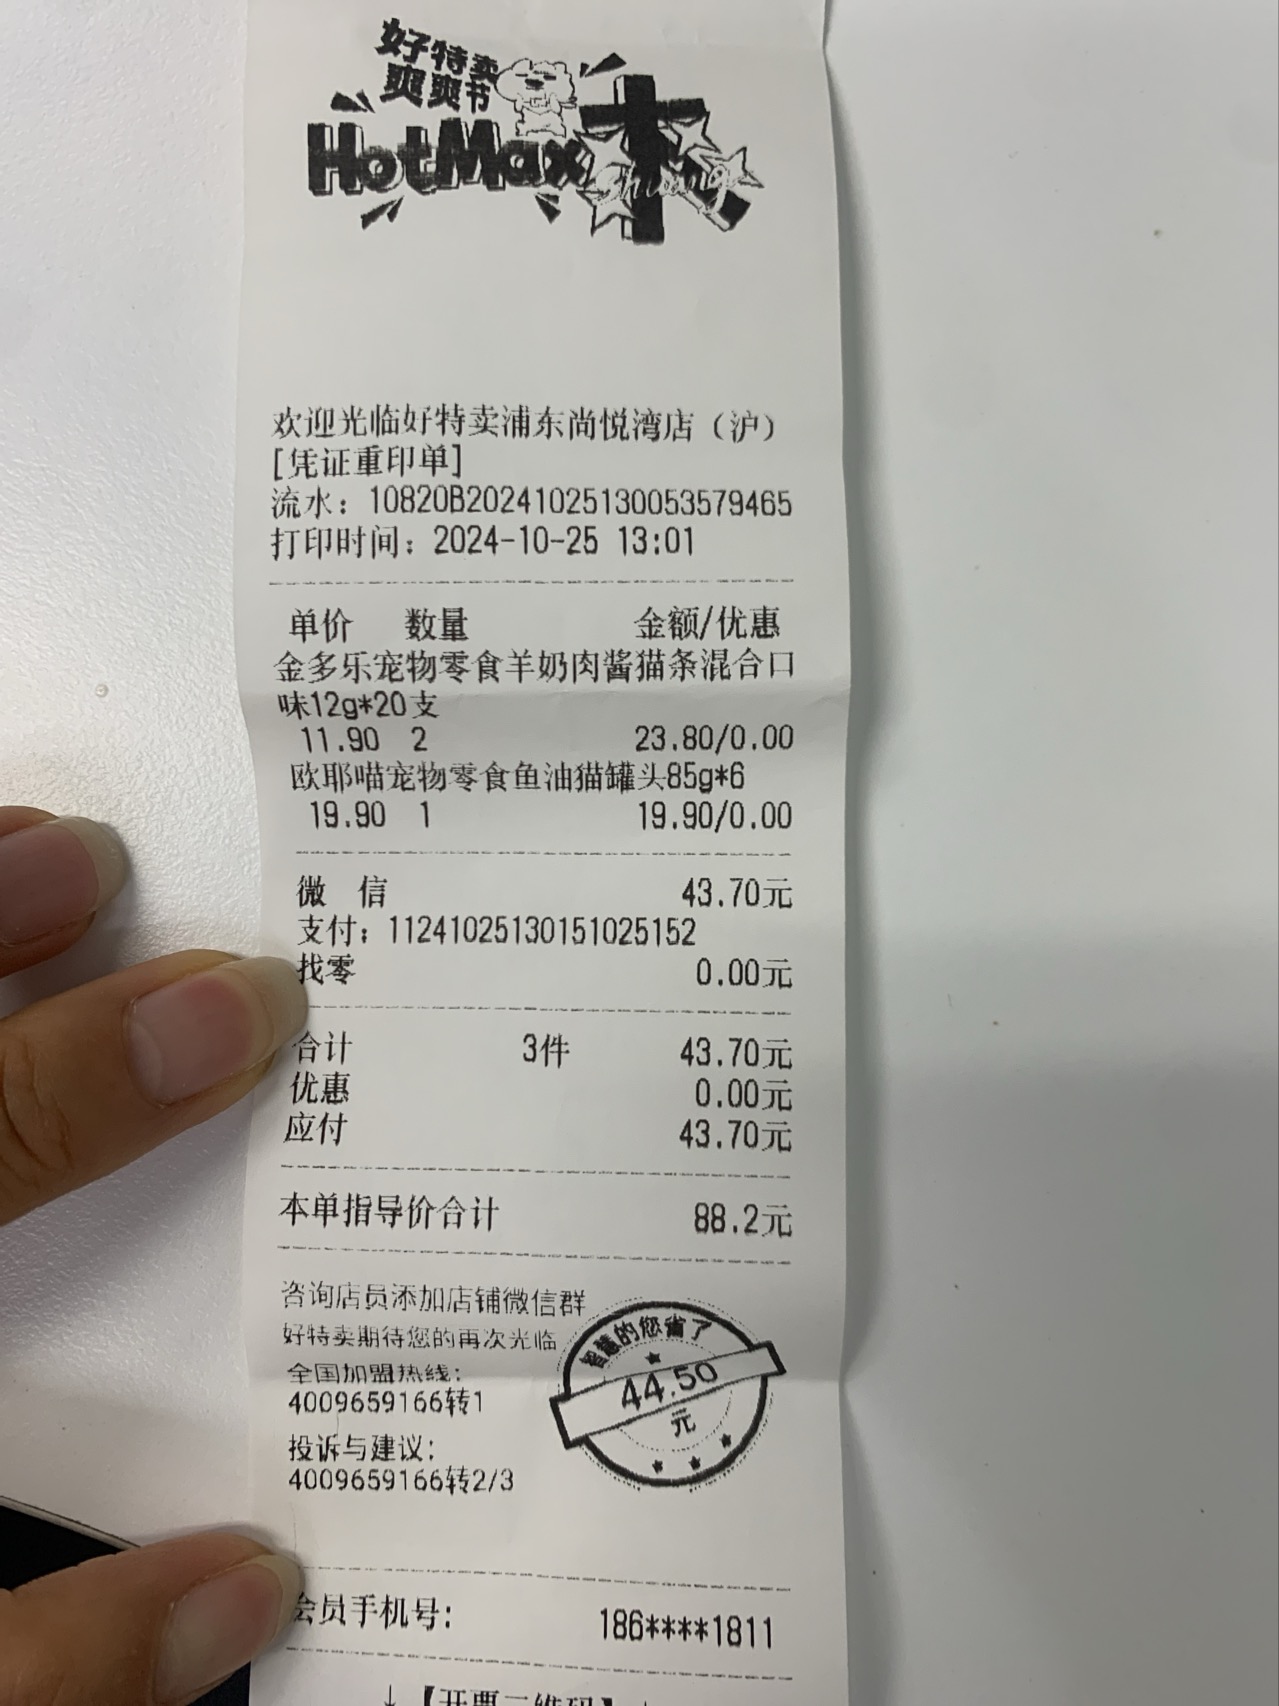 好特卖
爽爽节
HotMaxx
Shuang
欢迎光临好特卖浦东尚悦湾店（沪）
[凭证重印单]
流水：10820B20241025130053579465
打印时间：2024-10-25 13:01
单价 数量 金额/优惠
金多乐宠物零食羊奶肉酱猫条混合口
味12g*20支
11.90 2 23.80/0.00
欧耶喵宠物零食鱼油猫罐头85g*6
19.90 1 19.90/0.00
微 信 43.70元
支付：11241025130151025152
找零 0.00元
合计 3件 43.70元
优惠 0.00元
应付 43.70元
本单指导价合计 88.2元
咨询店员添加店铺微信群
好特卖期待您的再次光临
全国加盟热线：
4009659166转1
投诉与建议：
4009659166转2/3
智慧的您省了
44.50
元
会员手机号： 186****1811
↓【开票二维码】↓